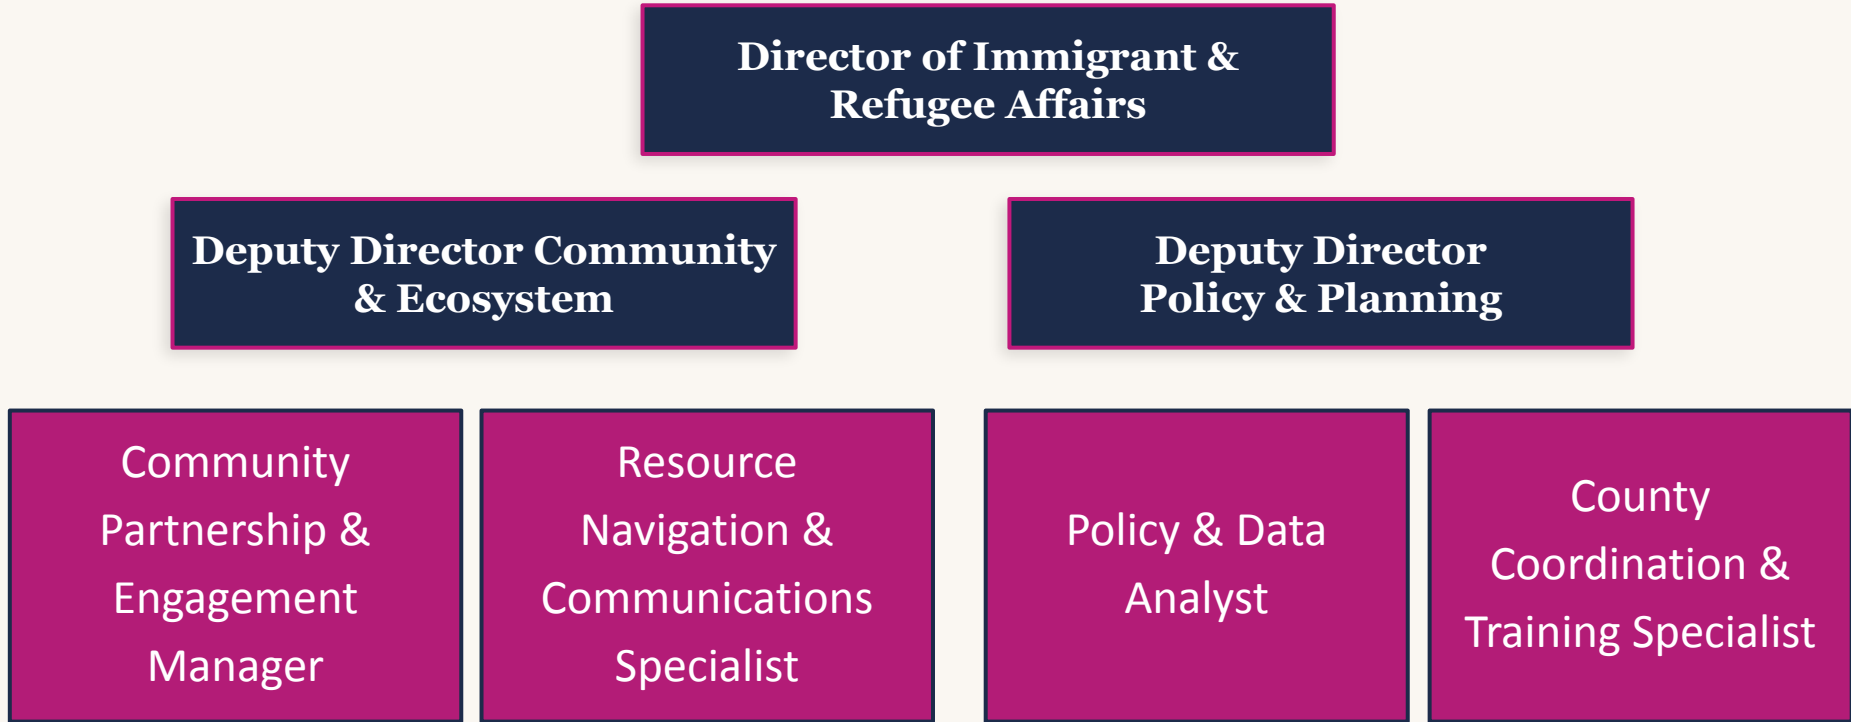 Director of Immigrant &
Refugee Affairs
Deputy Director Community
& Ecosystem
Deputy Director
Policy & Planning
Community
Partnership &
Engagement
Manager
Resource
Navigation &
Communications
Specialist
Policy & Data
Analyst
County
Coordination &
Training Specialist